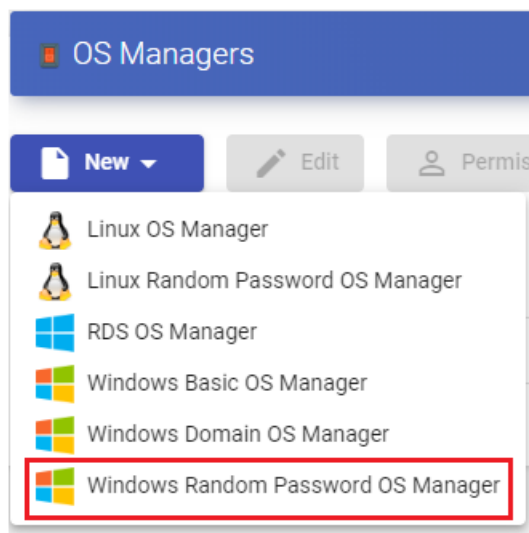 OS Managers
New Edit Permis
Linux OS Manager
Linux Random Password OS Manager
RDS OS Manager
Windows Basic OS Manager
Windows Domain OS Manager
Windows Random Password OS Manager